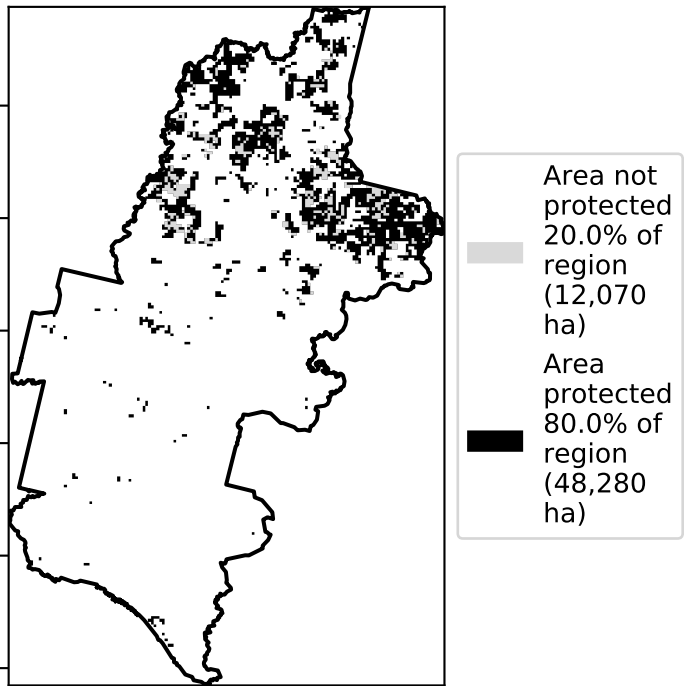 Area not
protected
20.0% of
region
(12,070
ha)
Area
protected
80.0% of
region
(48,280
ha)